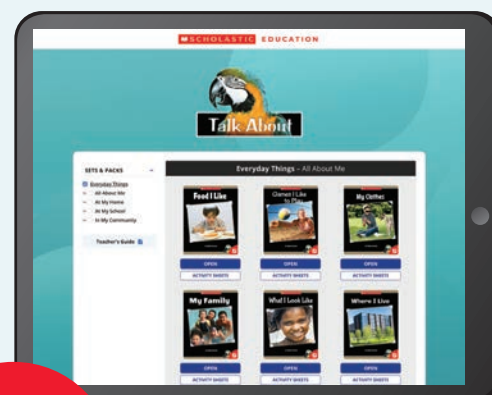 SCHOLASTIC EDUCATION
Talk About
SETS & PACKS
Everyday Things
All About Me
At My Home
At My School
In My Community
Teacher's Guide
Everyday Things – All About Me
Food I Like
Games I Like
to Play
My Clothes
OPEN
OPEN
OPEN
ACTIVITY SHEETS
ACTIVITY SHEETS
ACTIVITY SHEETS
My Family
What I Look Like
Where I Live
OPEN
OPEN
OPEN
ACTIVITY SHEETS
ACTIVITY SHEETS
ACTIVITY SHEETS